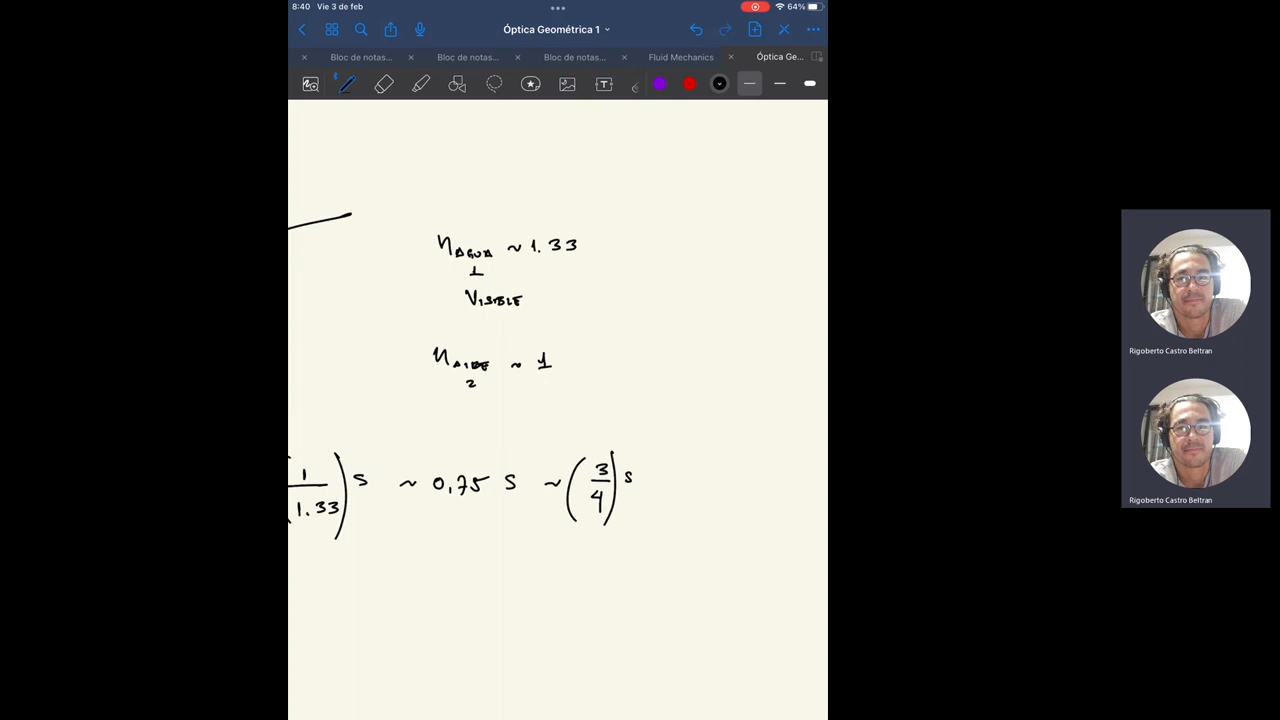 8:40 Vie 3 de feb
64%
Óptica Geométrica 1
Bloc de notas...
Bloc de notas...
Bloc de notas...
Fluid Mechanics
Óptica Ge...
T
n AGUA ~ 1.33
1
VISIBLE
n AIRE ~ 1
2
(1/1.33) s ~ 0,75 s ~ (3/4) s
Rigoberto Castro Beltran
Rigoberto Castro Beltran